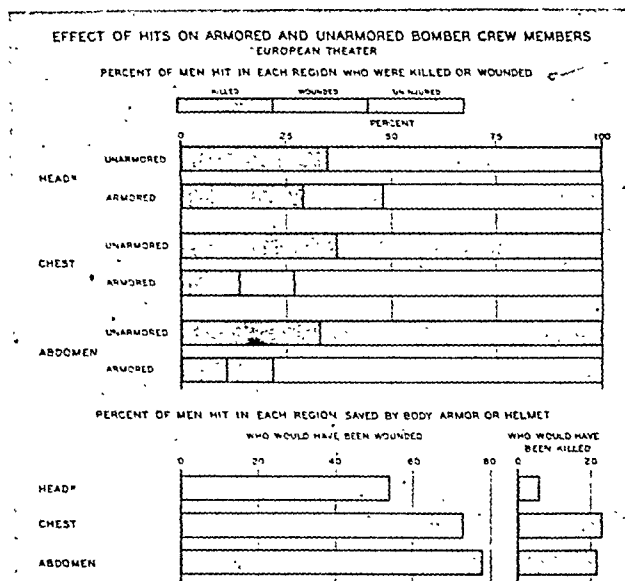 EFFECT OF HITS ON ARMORED AND UNARMORED BOMBER CREW MEMBERS
EUROPEAN THEATER
PERCENT OF MEN HIT IN EACH REGION WHO WERE KILLED OR WOUNDED
KILLED WOUNDED UNINJURED
PERCENT
0 25 50 75 100
UNARMORED
HEAD*
ARMORED
UNARMORED
CHEST
ARMORED
UNARMORED
ABDOMEN
ARMORED
PERCENT OF MEN HIT IN EACH REGION SAVED BY BODY ARMOR OR HELMET
WHO WOULD HAVE BEEN WOUNDED
WHO WOULD HAVE
BEEN KILLED
0 20 40 60 80 0 20
HEAD*
CHEST
ABDOMEN